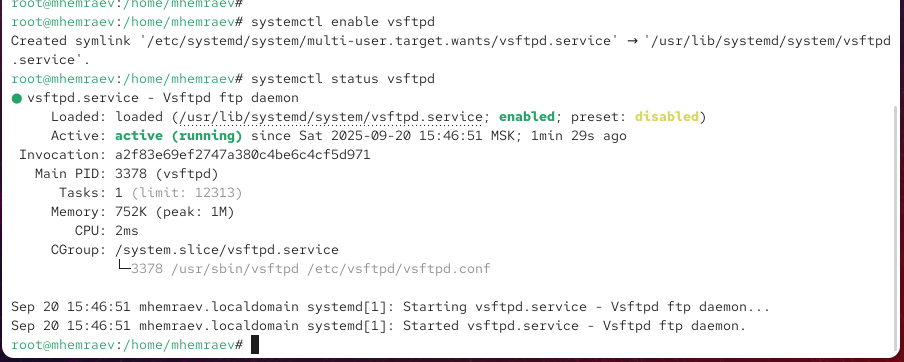 root@mhemraev:/home/mhemraev#
root@mhemraev:/home/mhemraev# systemctl enable vsftpd
Created symlink '/etc/systemd/system/multi-user.target.wants/vsftpd.service' → '/usr/lib/systemd/system/vsftpd
.service'.
root@mhemraev:/home/mhemraev# systemctl status vsftpd
● vsftpd.service - Vsftpd ftp daemon
     Loaded: loaded (/usr/lib/systemd/system/vsftpd.service; enabled; preset: disabled)
     Active: active (running) since Sat 2025-09-20 15:46:51 MSK; 1min 29s ago
 Invocation: a2f83e69ef2747a380c4be6c4cf5d971
   Main PID: 3378 (vsftpd)
      Tasks: 1 (limit: 12313)
     Memory: 752K (peak: 1M)
        CPU: 2ms
     CGroup: /system.slice/vsftpd.service
             └─3378 /usr/sbin/vsftpd /etc/vsftpd/vsftpd.conf

Sep 20 15:46:51 mhemraev.localdomain systemd[1]: Starting vsftpd.service - Vsftpd ftp daemon...
Sep 20 15:46:51 mhemraev.localdomain systemd[1]: Started vsftpd.service - Vsftpd ftp daemon.
root@mhemraev:/home/mhemraev#